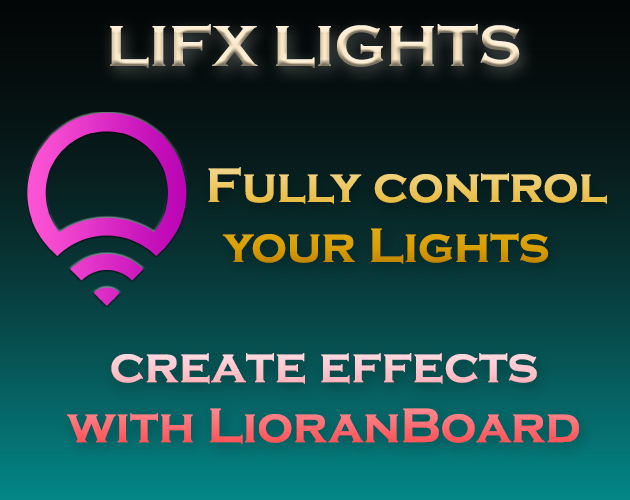 LIFX LIGHTS
FULLY CONTROL
YOUR LIGHTS
CREATE EFFECTS
WITH LIORANBOARD